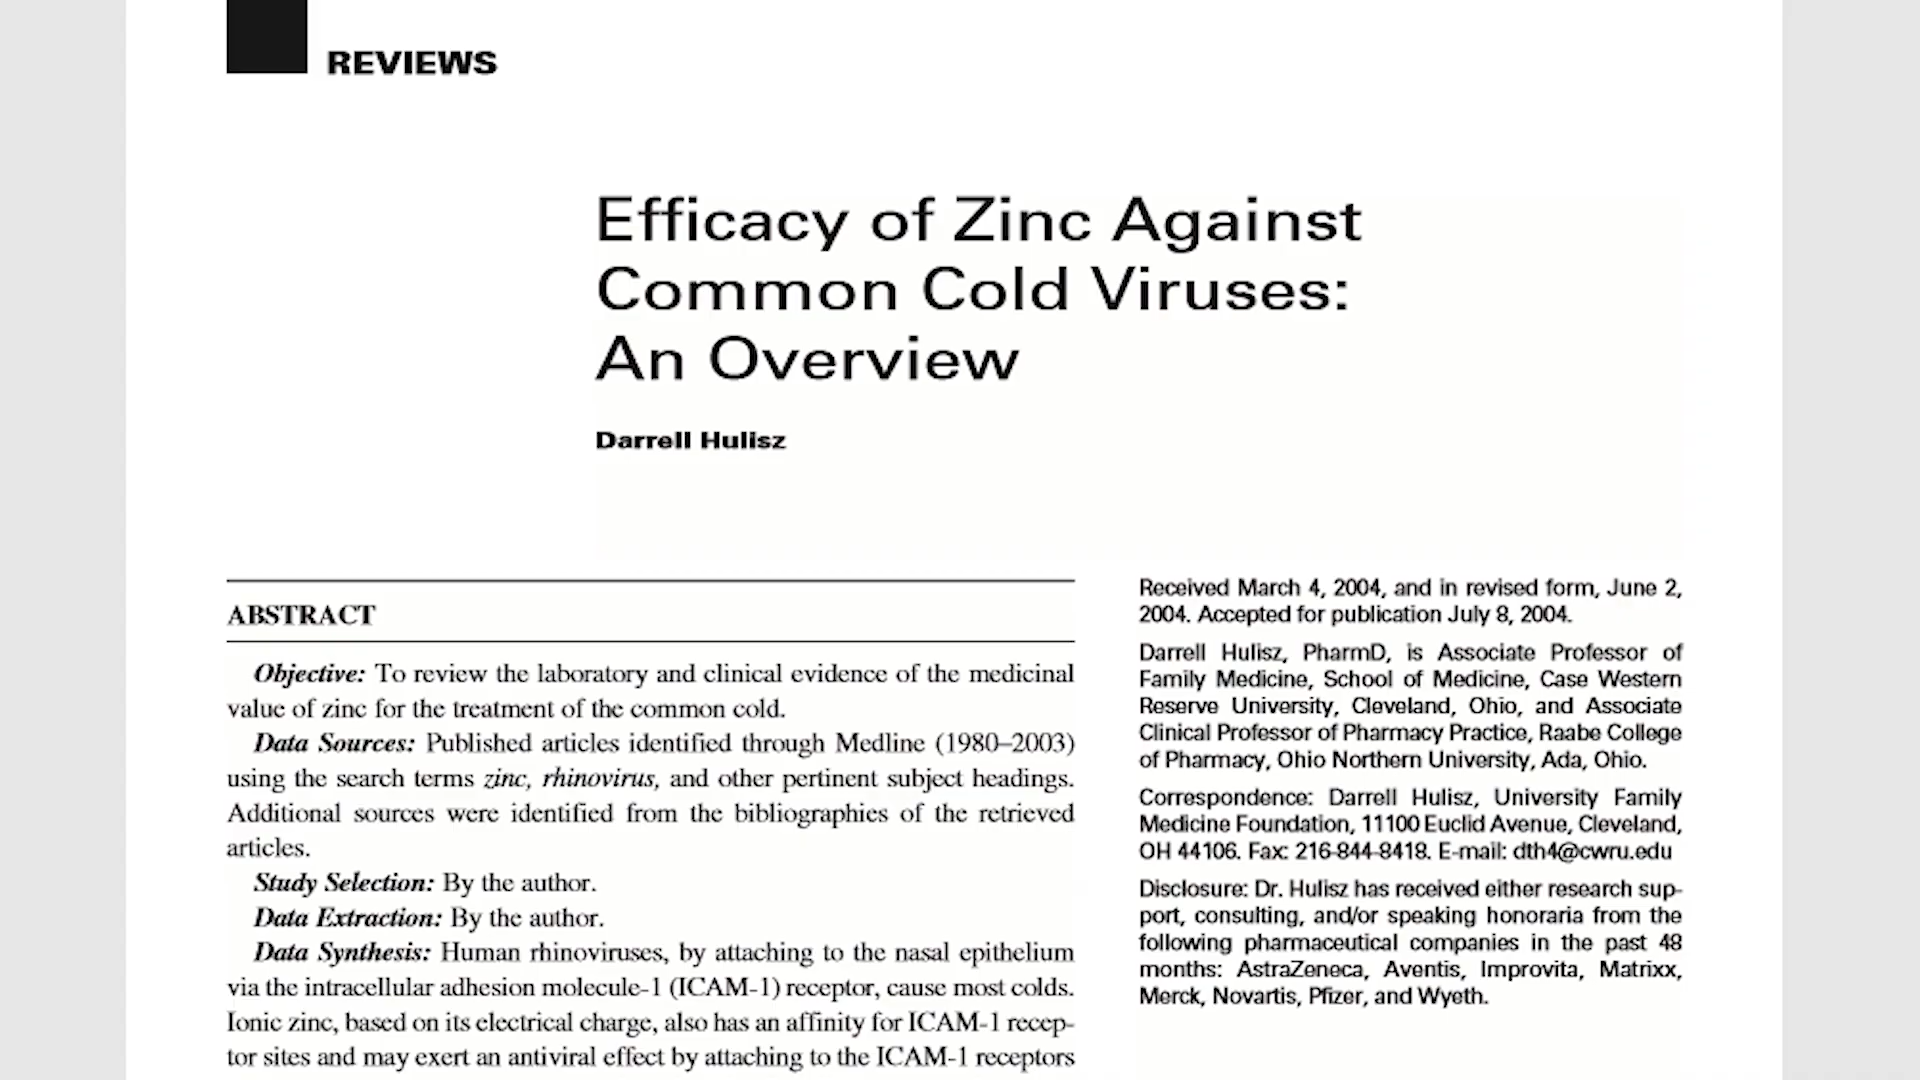 REVIEWS
Efficacy of Zinc Against
Common Cold Viruses:
An Overview
Darrell Hulisz
ABSTRACT
Objective: To review the laboratory and clinical evidence of the medicinal
value of zinc for the treatment of the common cold.
Data Sources: Published articles identified through Medline (1980–2003)
using the search terms zinc, rhinovirus, and other pertinent subject headings.
Additional sources were identified from the bibliographies of the retrieved
articles.
Study Selection: By the author.
Data Extraction: By the author.
Data Synthesis: Human rhinoviruses, by attaching to the nasal epithelium
via the intracellular adhesion molecule-1 (ICAM-1) receptor, cause most colds.
Ionic zinc, based on its electrical charge, also has an affinity for ICAM-1 recep-
tor sites and may exert an antiviral effect by attaching to the ICAM-1 receptors
Received March 4, 2004, and in revised form, June 2,
2004. Accepted for publication July 8, 2004.
Darrell Hulisz, PharmD, is Associate Professor of
Family Medicine, School of Medicine, Case Western
Reserve University, Cleveland, Ohio, and Associate
Clinical Professor of Pharmacy Practice, Raabe College
of Pharmacy, Ohio Northern University, Ada, Ohio.
Correspondence: Darrell Hulisz, University Family
Medicine Foundation, 11100 Euclid Avenue, Cleveland,
OH 44106. Fax: 216-844-8418. E-mail: dth4@cwru.edu
Disclosure: Dr. Hulisz has received either research sup-
port, consulting, and/or speaking honoraria from the
following pharmaceutical companies in the past 48
months: AstraZeneca, Aventis, Improvita, Matrixx,
Merck, Novartis, Pfizer, and Wyeth.